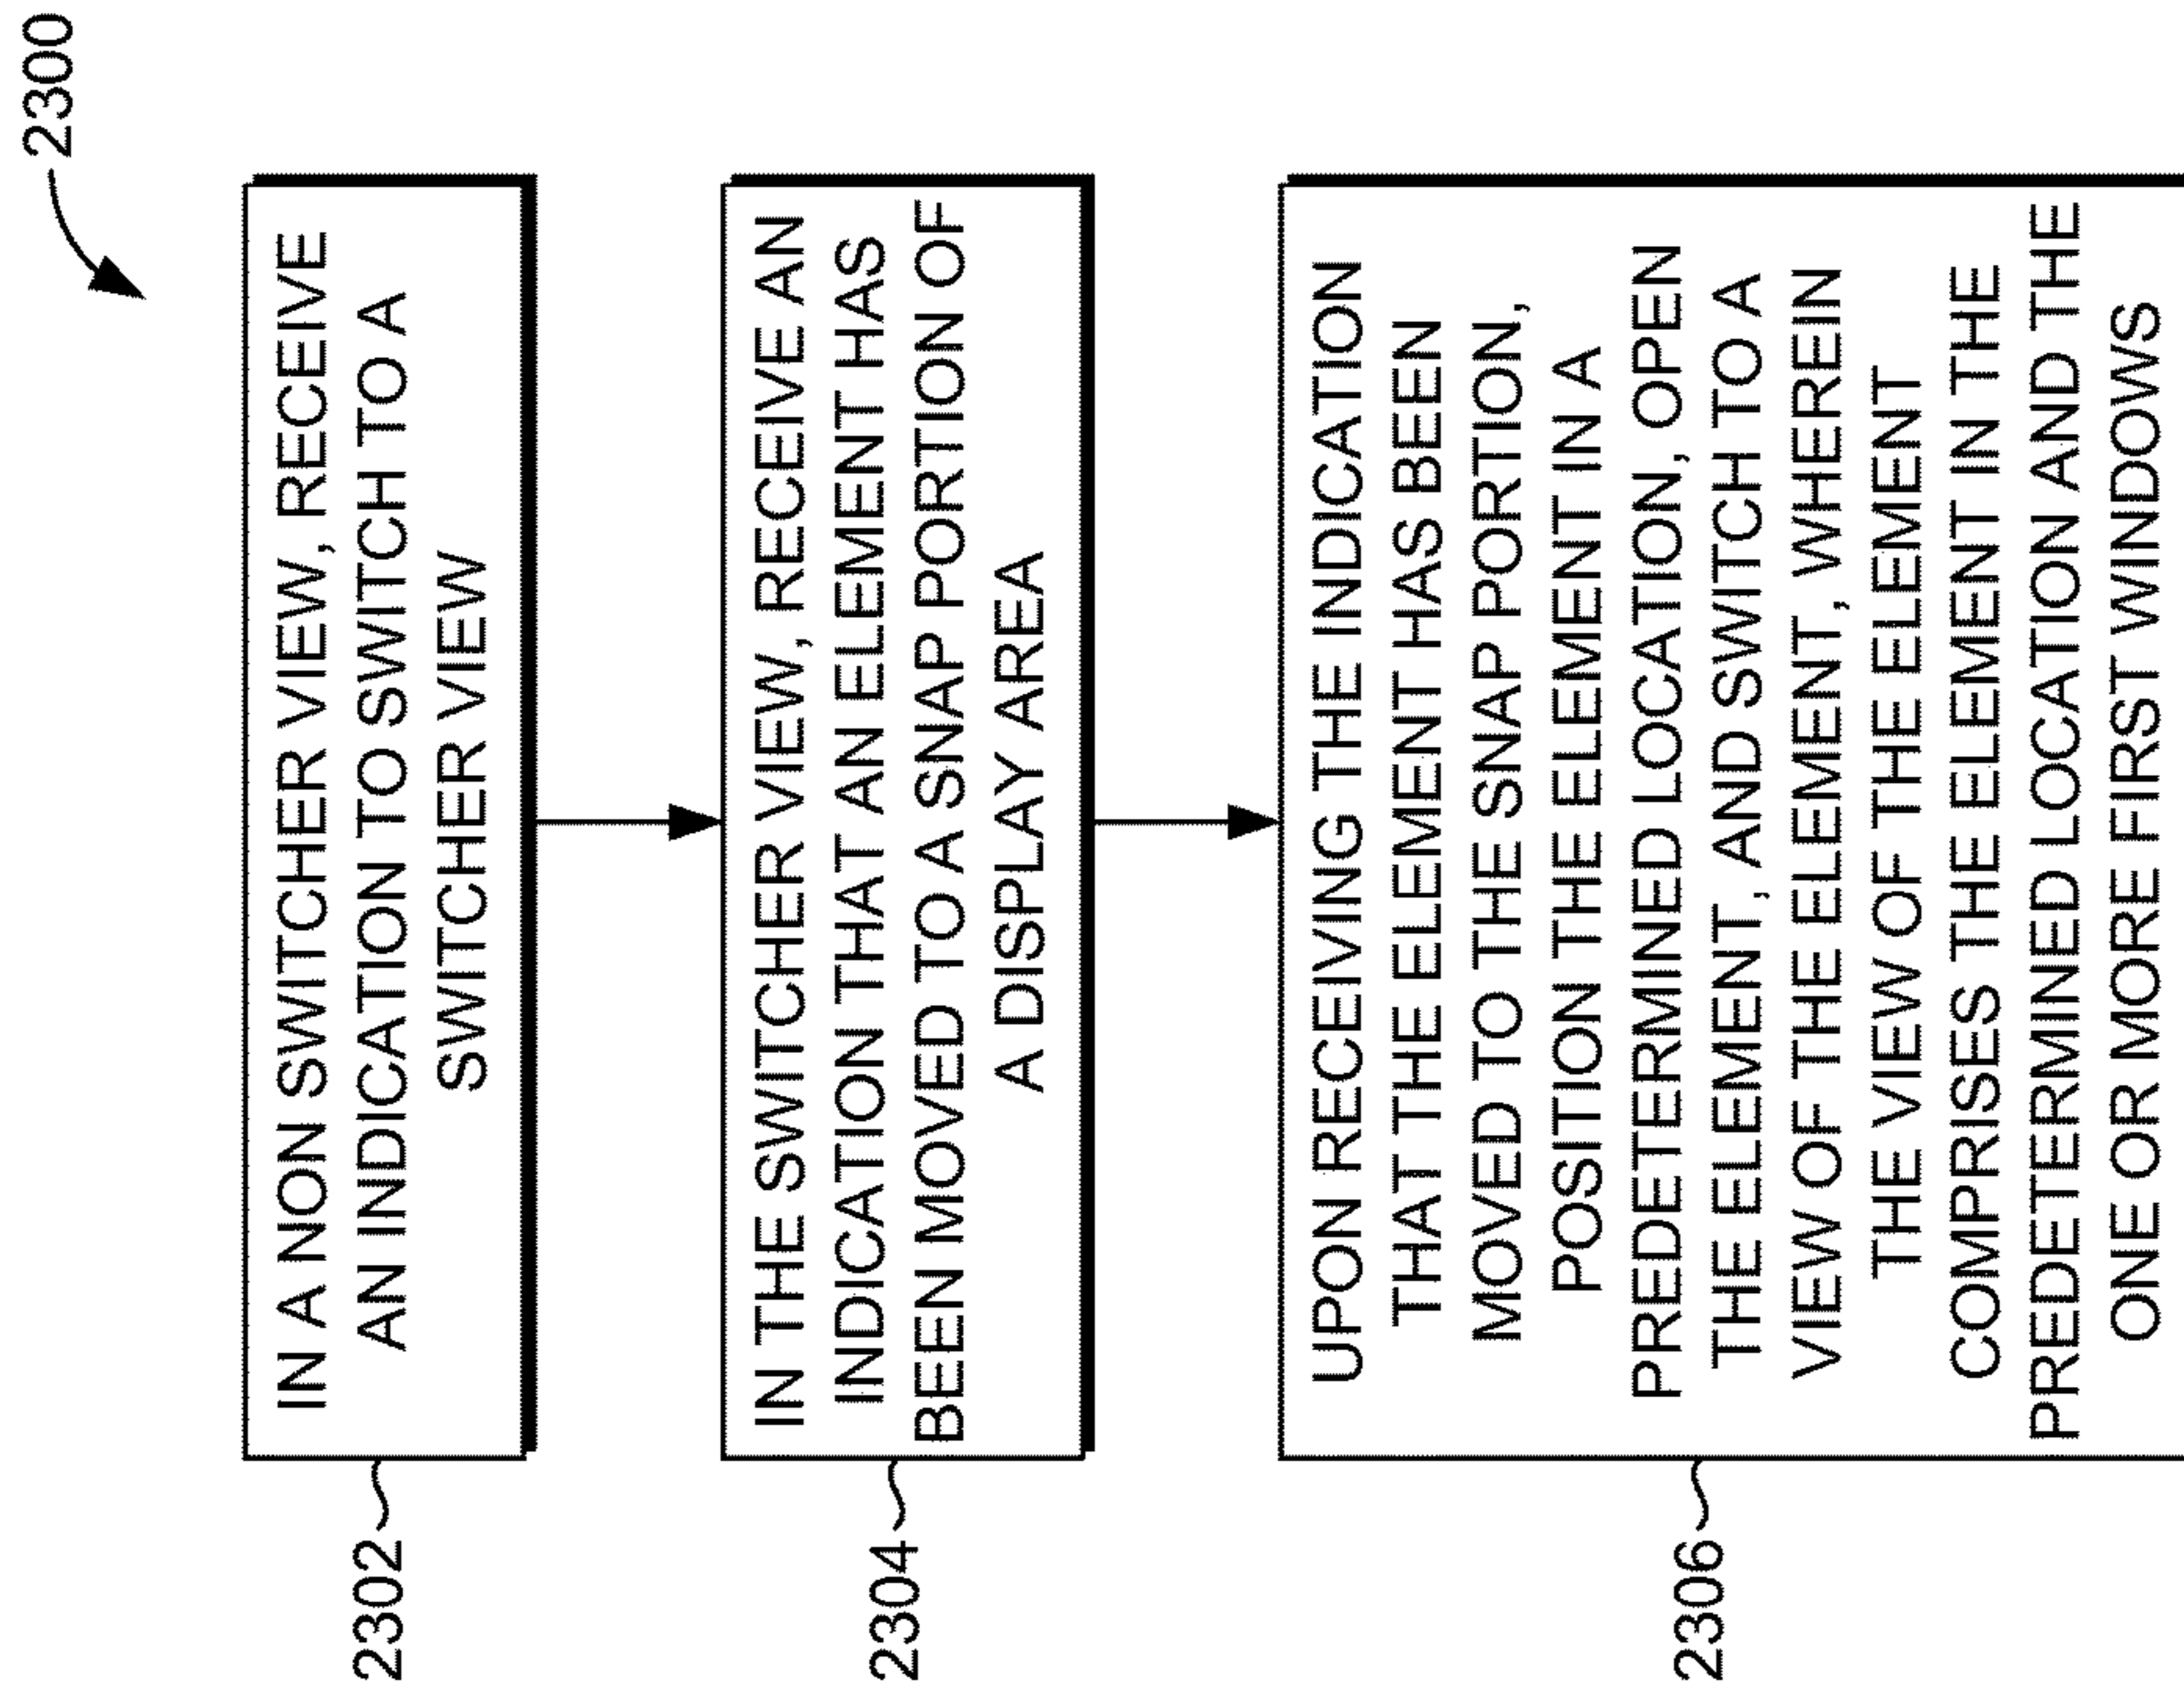 2300
2302
IN A NON SWITCHER VIEW, RECEIVE
AN INDICATION TO SWITCH TO A
SWITCHER VIEW
2304
IN THE SWITCHER VIEW, RECEIVE AN
INDICATION THAT AN ELEMENT HAS
BEEN MOVED TO A SNAP PORTION OF
A DISPLAY AREA
2306
UPON RECEIVING THE INDICATION
THAT THE ELEMENT HAS BEEN
MOVED TO THE SNAP PORTION,
POSITION THE ELEMENT IN A
PREDETERMINED LOCATION, OPEN
THE ELEMENT, AND SWITCH TO A
VIEW OF THE ELEMENT, WHEREIN
THE VIEW OF THE ELEMENT
COMPRISES THE ELEMENT IN THE
PREDETERMINED LOCATION AND THE
ONE OR MORE FIRST WINDOWS